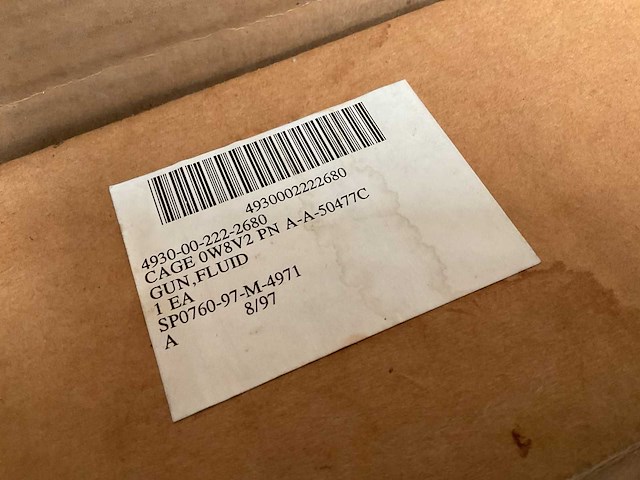 4930002222680
4930-00-222-2680
CAGE 0W8V2 PN A-A-50477C
GUN,FLUID
1 EA
SP0760-97-M-4971
A 8/97